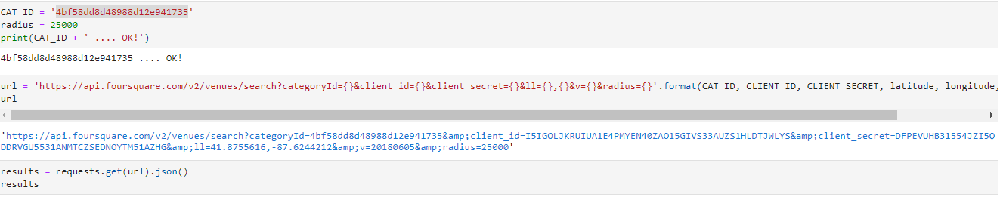 CAT_ID = '4bf58dd8d48988d12e941735'
radius = 25000
print(CAT_ID + ' .... OK!')
4bf58dd8d48988d12e941735 .... OK!
url = 'https://api.foursquare.com/v2/venues/search?categoryId={}&client_id={}&client_secret={}&ll={},{}&v={}&radius={}'.format(CAT_ID, CLIENT_ID, CLIENT_SECRET, latitude, longitude,
url
'https://api.foursquare.com/v2/venues/search?categoryId=4bf58dd8d48988d12e941735&amp;client_id=I5IGOLJKRUIUA1E4PMYEN40ZAO15GIVS33AUZS1HLDTJWLYS&amp;client_secret=DFPEVUHB31554JZI5Q
DDRVGU5531ANMTCZSEDNOYTM51AZHG&amp;ll=41.8755616,-87.6244212&amp;v=20180605&amp;radius=25000'
results = requests.get(url).json()
results